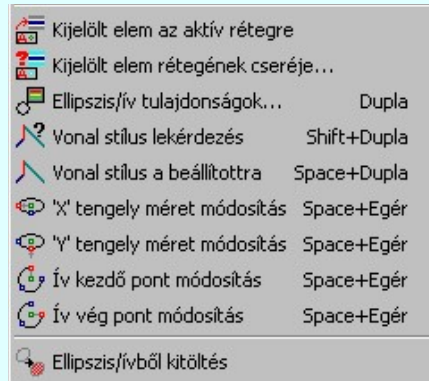 Kijelölt elem az aktív rétegre
Kijelölt elem rétegének cseréje...
Ellipszis/ív tulajdonságok... Dupla
Vonal stílus lekérdezés Shift+Dupla
Vonal stílus a beállítottra Space+Dupla
'X' tengely méret módosítás Space+Egér
'Y' tengely méret módosítás Space+Egér
Ív kezdő pont módosítás Space+Egér
Ív vég pont módosítás Space+Egér
Ellipszis/ívből kitöltés